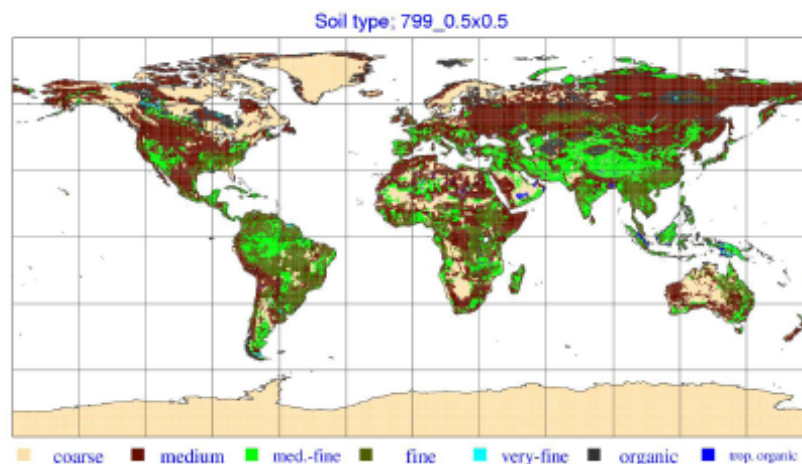 Soil type; 799_0.5x0.5
coarse medium med.-fine fine very-fine organic trop. organic